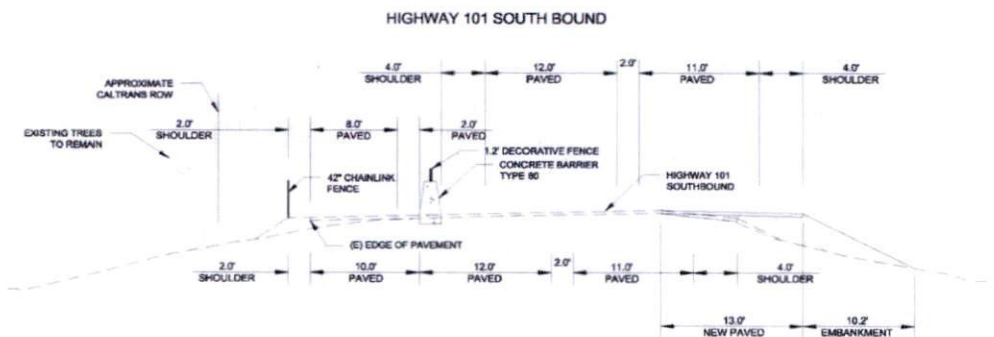 HIGHWAY 101 SOUTH BOUND
4.0'
SHOULDER
12.0'
PAVED
2.0'
11.0'
PAVED
4.0'
SHOULDER
APPROXIMATE
CALTRANS ROW
2.0'
SHOULDER
8.0'
PAVED
2.0'
PAVED
EXISTING TREES
TO REMAIN
1.2' DECORATIVE FENCE
CONCRETE BARRIER
TYPE 80
42" CHAINLINK
FENCE
HIGHWAY 101
SOUTHBOUND
(E) EDGE OF PAVEMENT
2.0'
SHOULDER
10.0'
PAVED
12.0'
PAVED
2.0'
11.0'
PAVED
4.0'
SHOULDER
13.0'
NEW PAVED
10.2'
EMBANKMENT